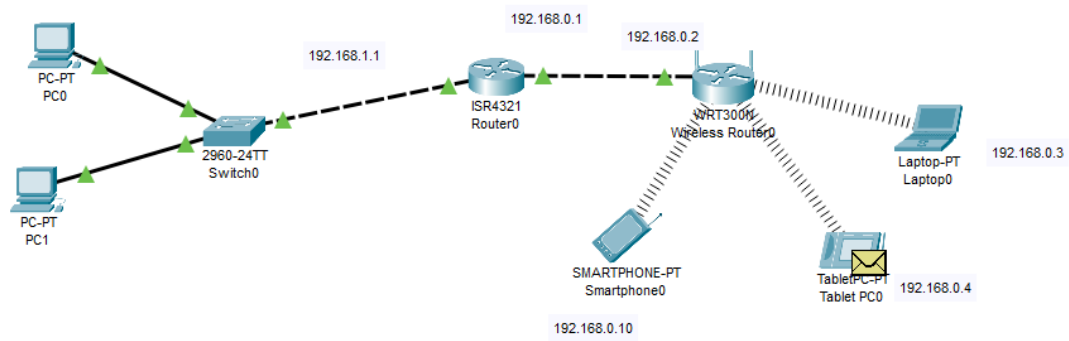 192.168.0.1
192.168.0.2
192.168.1.1
PC-PT
PC0
ISR4321
Router0
WRT300N
Wireless Router0
2960-24TT
Switch0
192.168.0.3
Laptop-PT
Laptop0
PC-PT
PC1
SMARTPHONE-PT
Smartphone0
TabletPC-PT
Tablet PC0
192.168.0.4
192.168.0.10